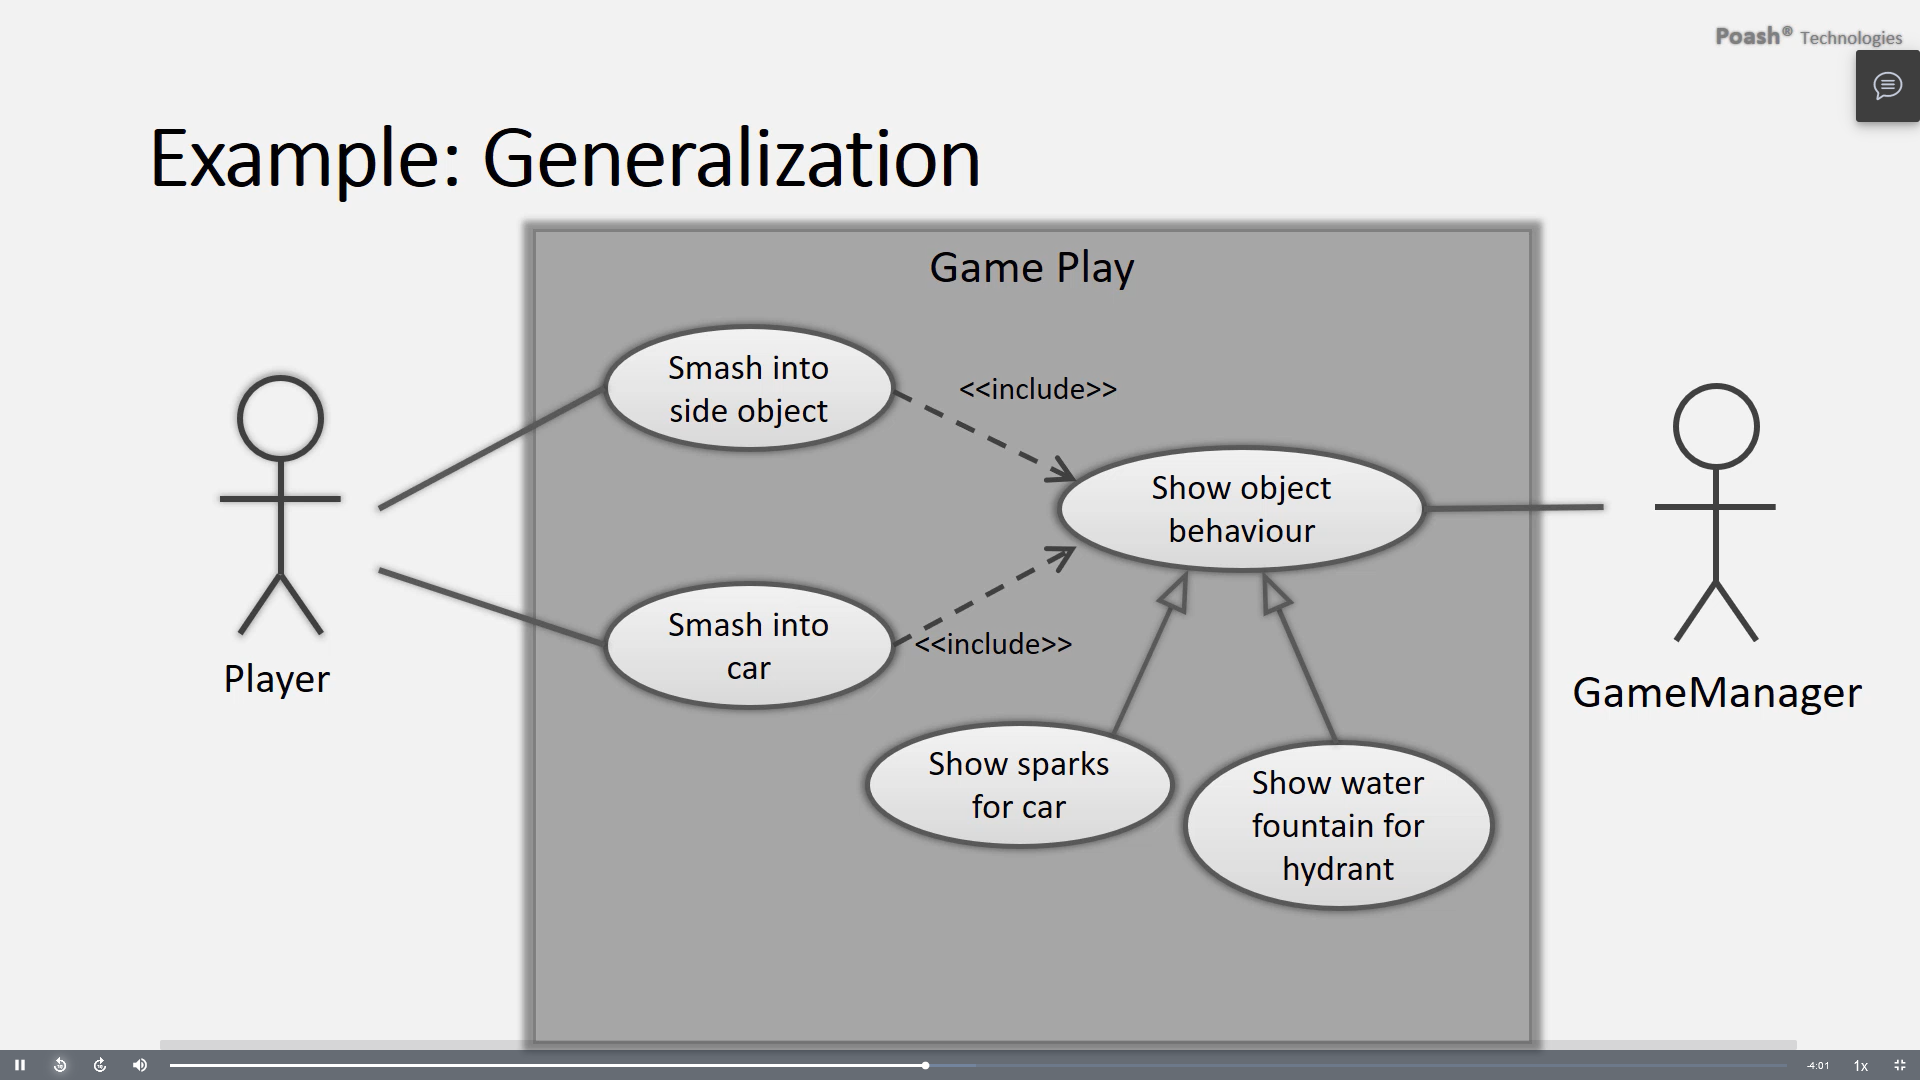 Poash® Technologies
Example: Generalization
Game Play
Smash into
side object
<<include>>
Show object
behaviour
Smash into
car
<<include>>
Player
GameManager
Show sparks
for car
Show water
fountain for
hydrant
-4:01
1x